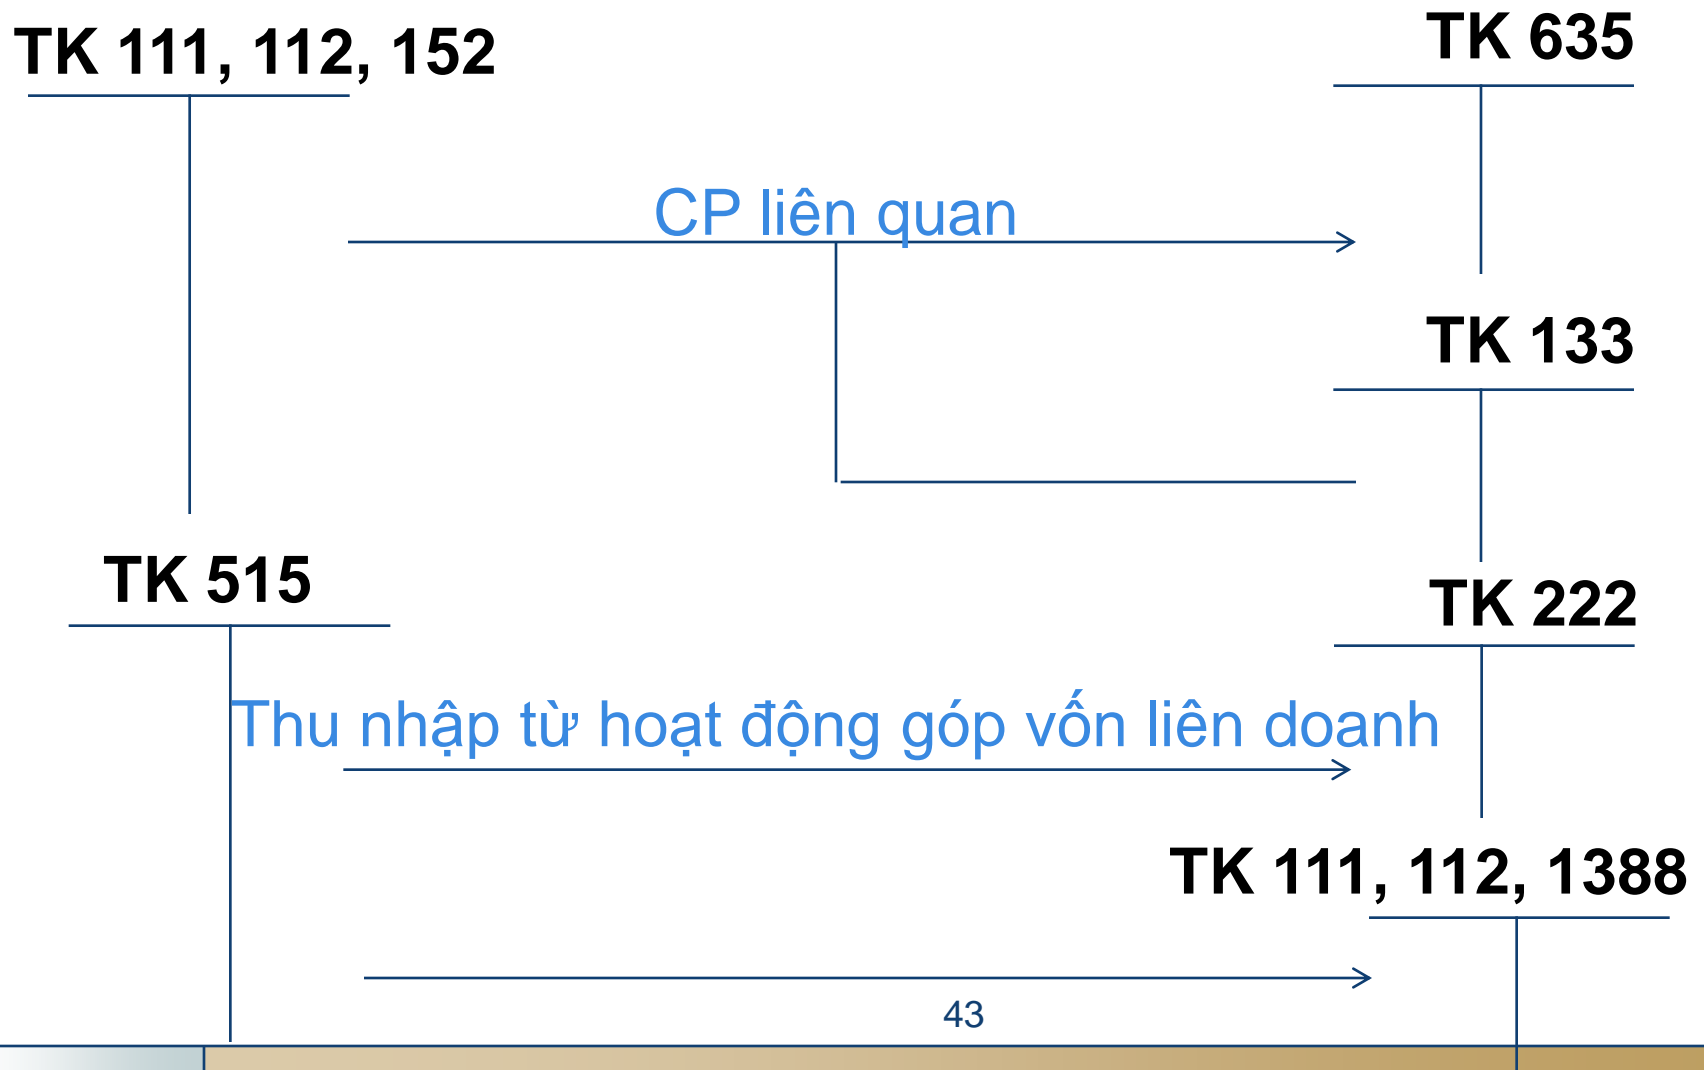 TK 111, 112, 152
TK 635
CP liên quan
TK 133
TK 515
TK 222
Thu nhập từ hoạt động góp vốn liên doanh
TK 111, 112, 1388
43